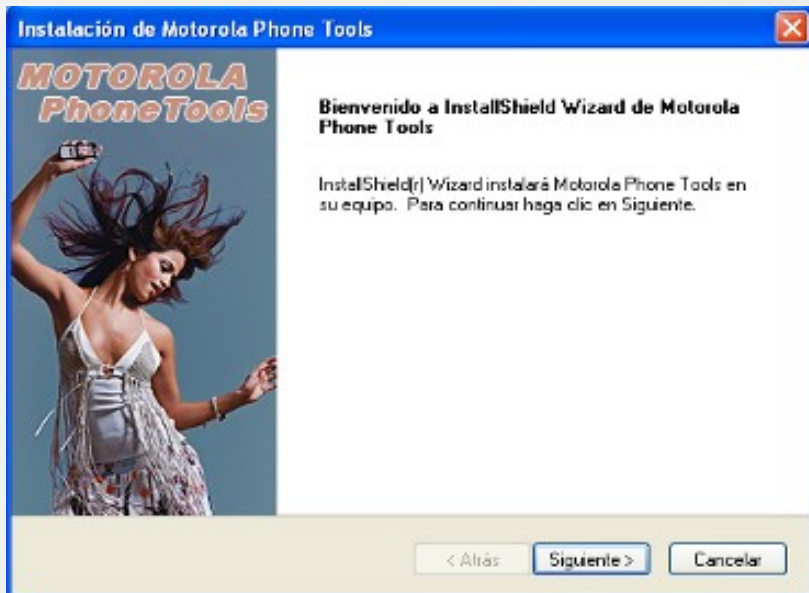 Instalación de Motorola Phone Tools
MOTOROLA
PhoneTools
Bienvenido a InstallShield Wizard de Motorola
Phone Tools
InstallShield(r) Wizard instalará Motorola Phone Tools en
su equipo. Para continuar haga clic en Siguiente.
< Atrás
Siguiente >
Cancelar